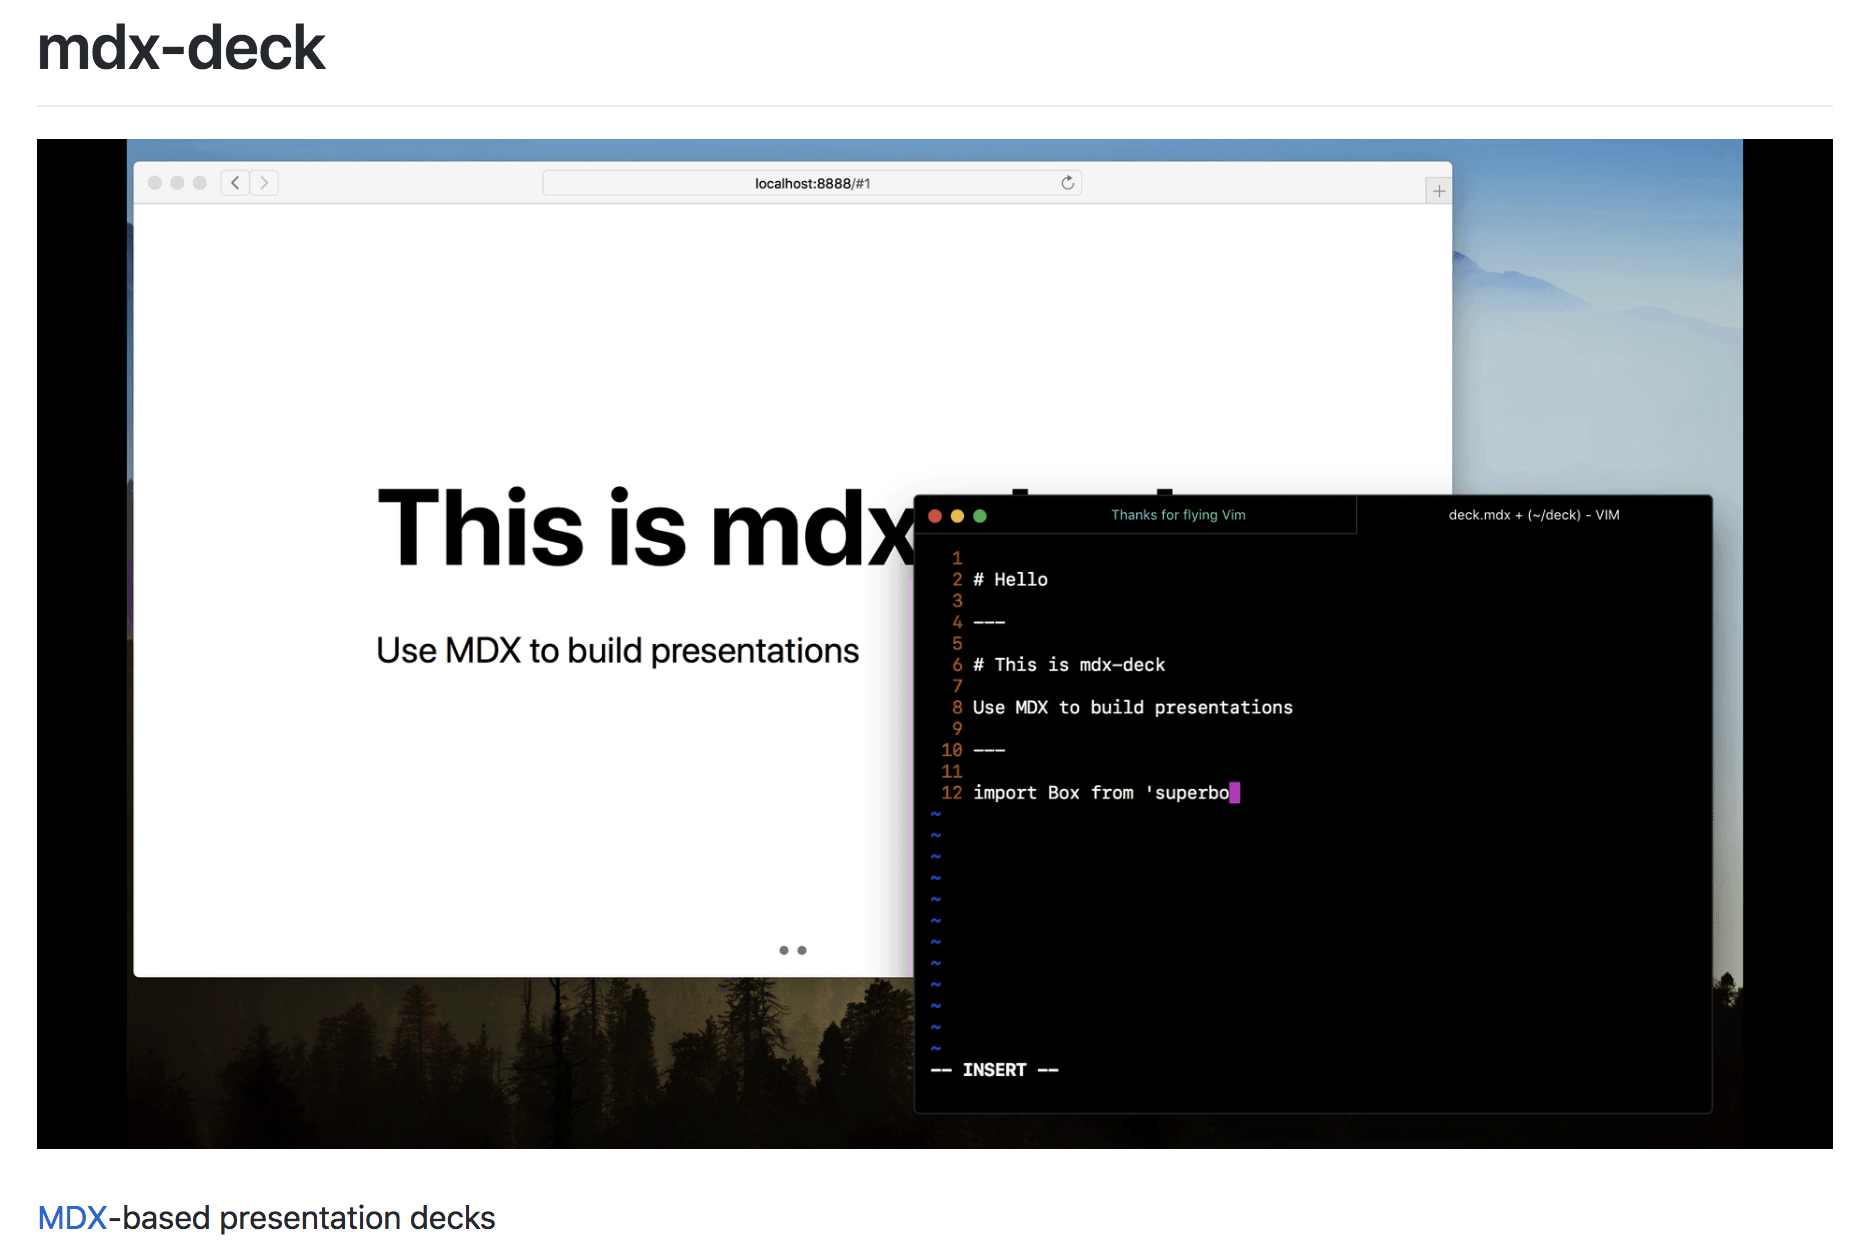 mdx-deck
localhost:8888/#1
This is mdx
Use MDX to build presentations
Thanks for flying Vim
deck.mdx + (~/deck) - VIM
1
2 # Hello
3
4 ---
5
6 # This is mdx-deck
7
8 Use MDX to build presentations
9
10 ---
11
12 import Box from 'superbo
~
~
~
~
~
~
~
~
~
~
~
~
-- INSERT --
MDX-based presentation decks